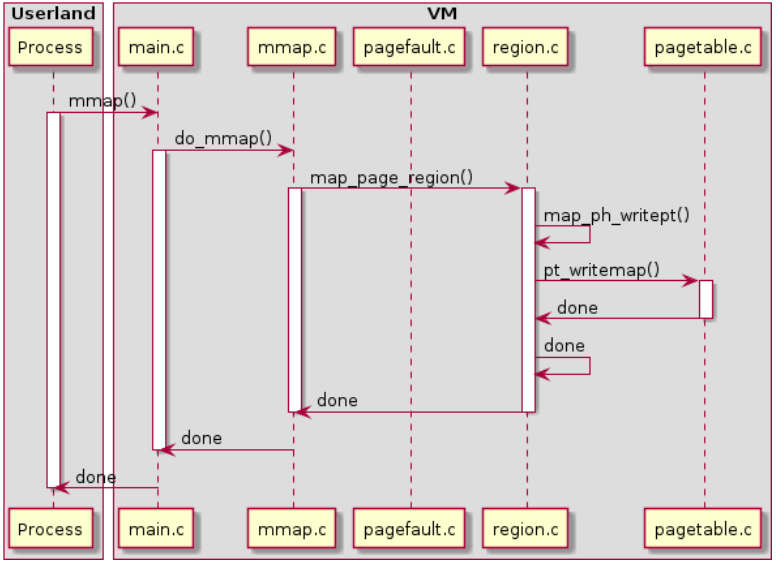 Userland
VM
Process
main.c
mmap.c
pagefault.c
region.c
pagetable.c
mmap()
do_mmap()
map_page_region()
map_ph_writept()
pt_writemap()
done
done
done
done
done
Process
main.c
mmap.c
pagefault.c
region.c
pagetable.c